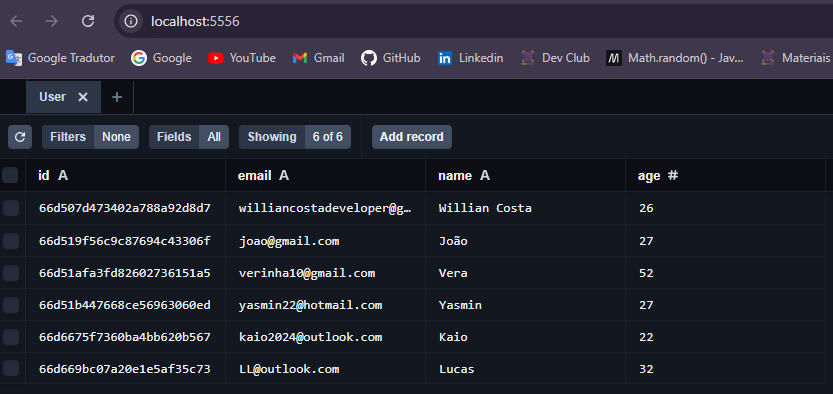 localhost:5556
Google Tradutor Google YouTube Gmail GitHub Linkedin Dev Club Math.random() - Jav... Materiais
User
Filters None Fields All Showing 6 of 6 Add record
id A email A name A age #
66d507d473402a788a92d8d7 williancostadeveloper@g… Willian Costa 26
66d519f56c9c87694c43306f joao@gmail.com João 27
66d51afa3fd82602736151a5 verinha10@gmail.com Vera 52
66d51b447668ce56963060ed yasmin22@hotmail.com Yasmin 27
66d6675f7360ba4bb620b567 kaio2024@outlook.com Kaio 22
66d669bc07a20e1e5af35c73 LL@outlook.com Lucas 32